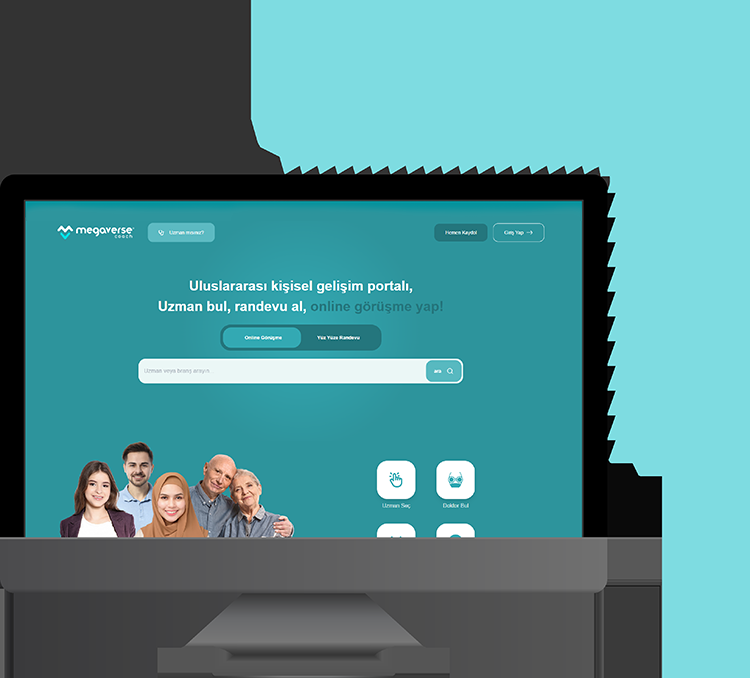 megaverse
coach
Uzman mısınız?
Hemen Kaydol
Giriş Yap
Uluslararası kişisel gelişim portalı,
Uzman bul, randevu al, online görüşme yap!
Online Görüşme
Yüz Yüze Randevu
Uzman veya branş arayın.
ara
Uzman Seç
Doktor Bul